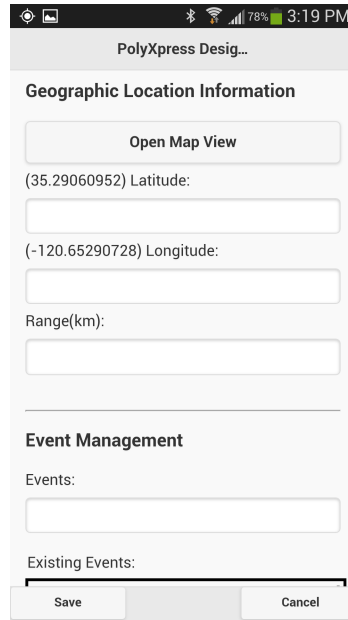 78% 3:19 PM
PolyXpress Desig...
Geographic Location Information
Open Map View
(35.29060952) Latitude:
(-120.65290728) Longitude:
Range(km):
Event Management
Events:
Existing Events:
Save Cancel